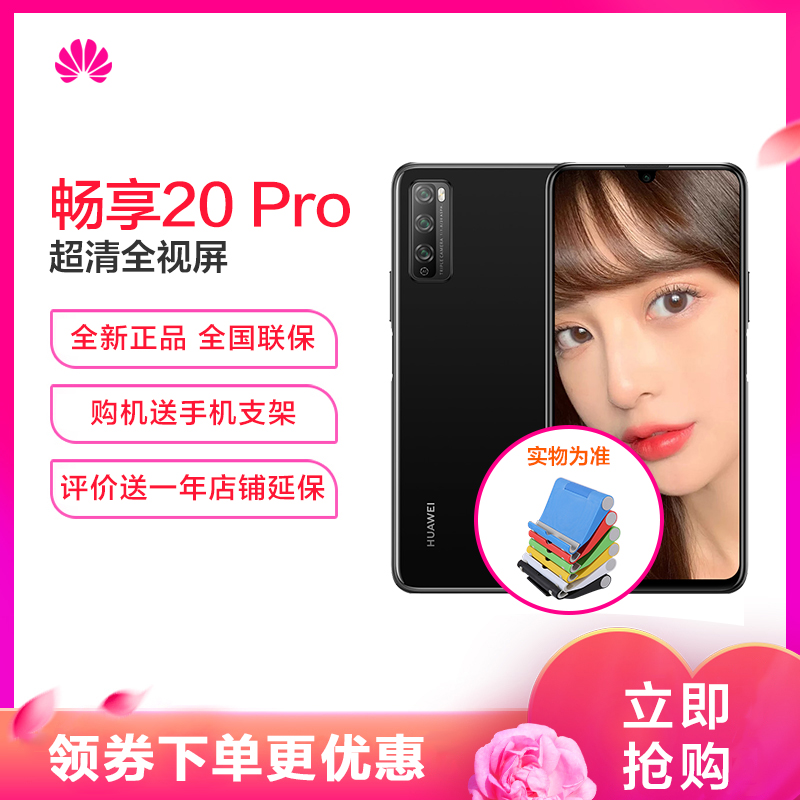 畅享20 Pro
超清全视屏
全新正品 全国联保
购机送手机支架
评价送一年店铺延保
HUAWEI
实物为准
领券下单更优惠
立即
抢购